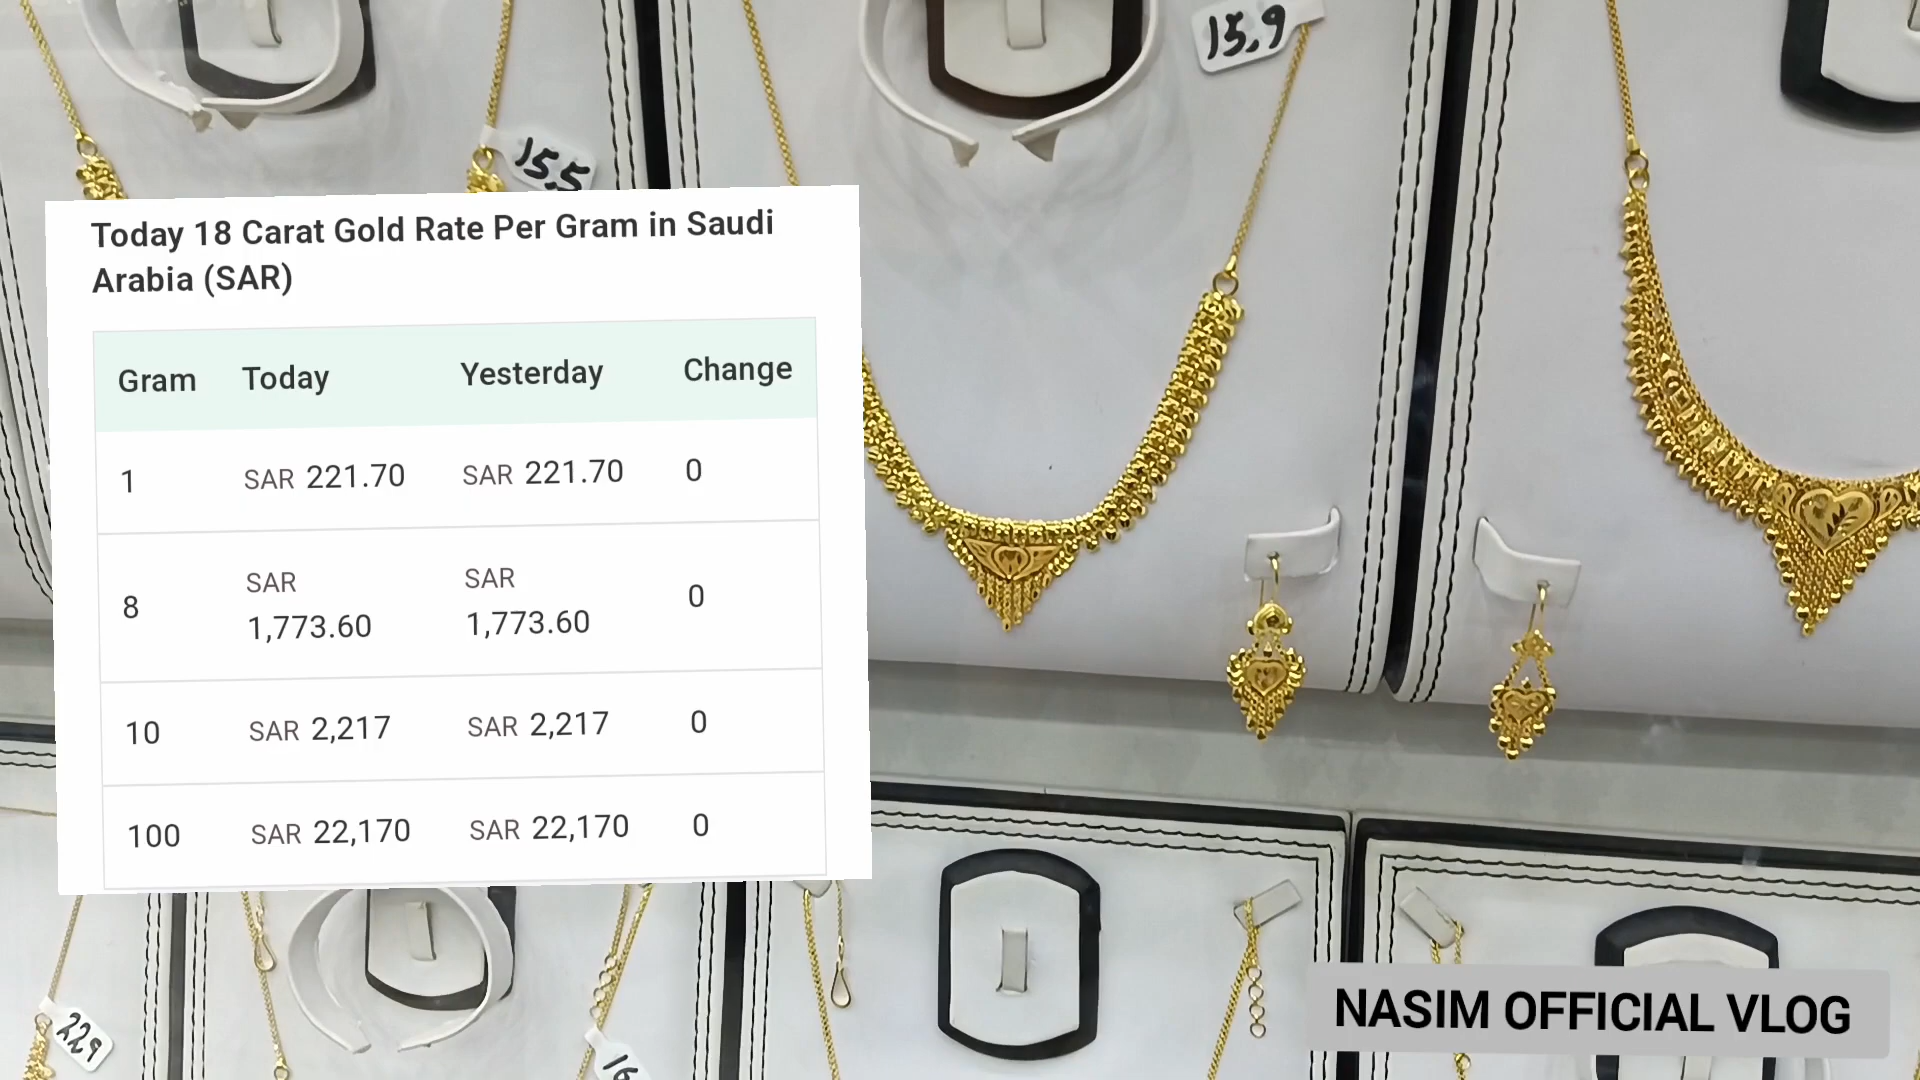 15,9
15,5
Today 18 Carat Gold Rate Per Gram in Saudi
Arabia (SAR)
Gram Today Yesterday Change
1 SAR 221.70 SAR 221.70 0
8 SAR 1,773.60 SAR 1,773.60 0
10 SAR 2,217 SAR 2,217 0
100 SAR 22,170 SAR 22,170 0
229
NASIM OFFICIAL VLOG